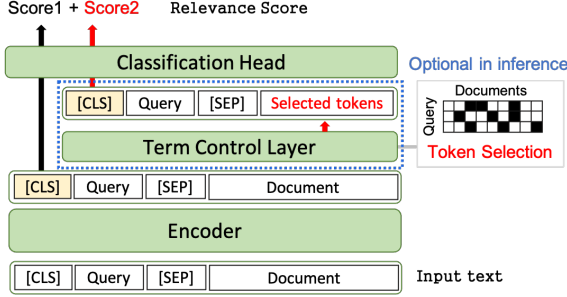 Score1 + Score2 Relevance Score
Classification Head
Optional in inference
[CLS] Query [SEP] Selected tokens
Documents
Query
Term Control Layer
Token Selection
[CLS] Query [SEP] Document
Encoder
[CLS] Query [SEP] Document
Input text